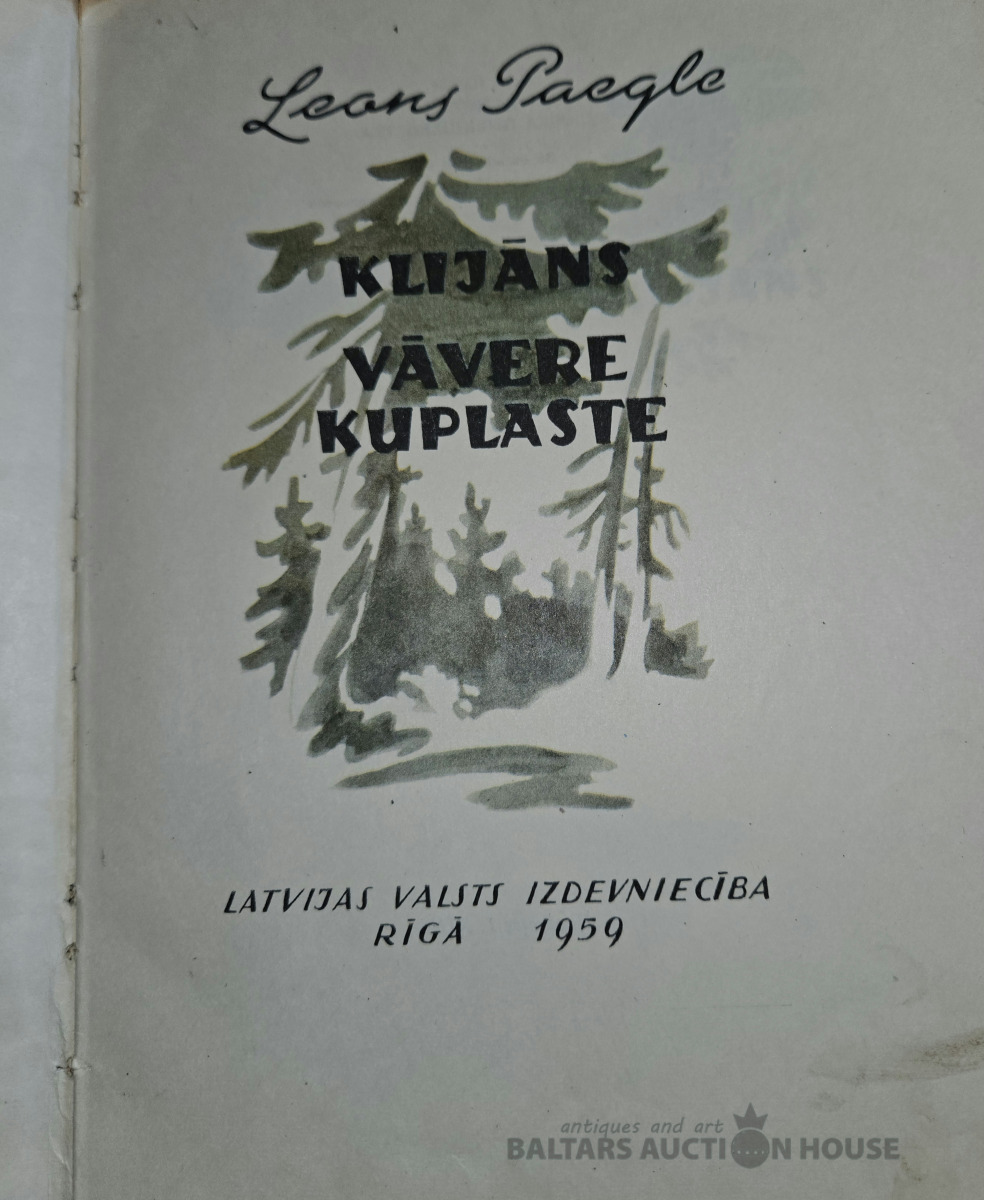 Leons Paegle
KLIJĀNS
VĀVERE
KUPLASTE
LATVIJAS VALSTS IZDEVNIECĪBA
RĪGĀ 1959
antiques and art
BALTARS AUCTION HOUSE